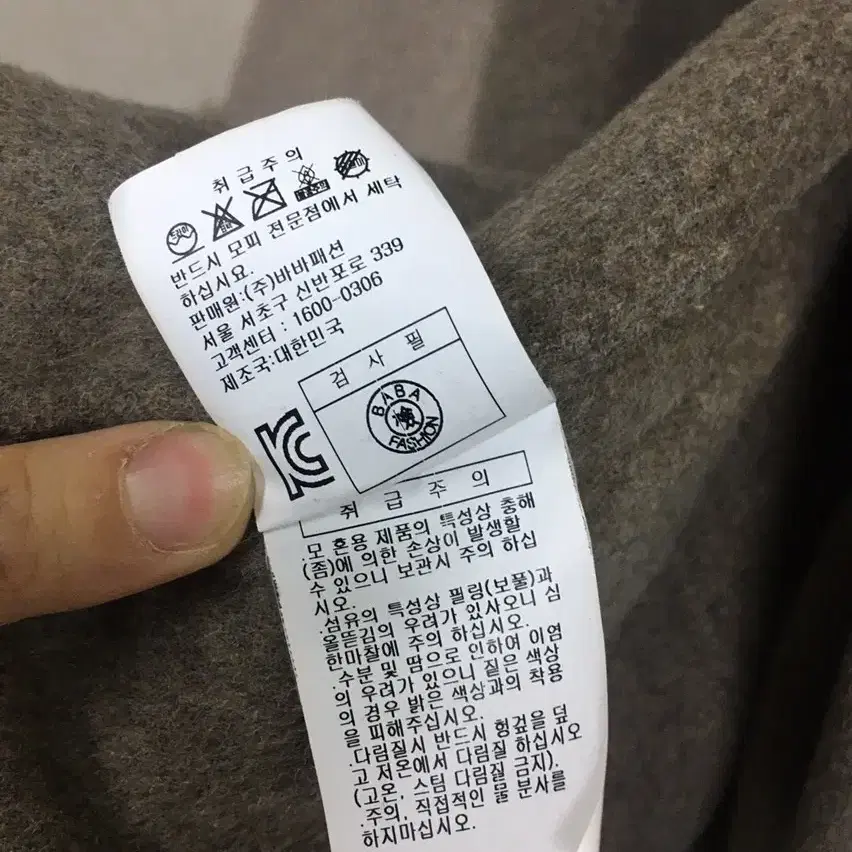 취급주의
드라이
반드시 모피 전문점에서 세탁
하십시요.
판매원:(주)바바패션
서울 서초구 신반포로 339
고객센터 : 1600-0306
제조국:대한민국
검사필
BABA
檢
FASHION
취급주의
.모 혼용 제품의 특성상 충해
(좀)에 의한 손상이 발생할
수 있으니 보관시 주의 하십
시오.
.섬유의 특성상 필링(보풀)과
올뜯김의 우려가 있사오니 심
한마찰에 주의 하십시오.
.수분 및 땀으로 인하여 이염
의 우려가 있으니 짙은 색상
의 경우 밝은 색상과의 착용
을 피해주십시오.
.다림질시 반드시 헝겊을 덮
고 저온에서 다림질 하십시오
(고온, 스팀 다림질 금지).
.주의, 직접적인 물 분사를
하지마십시오.